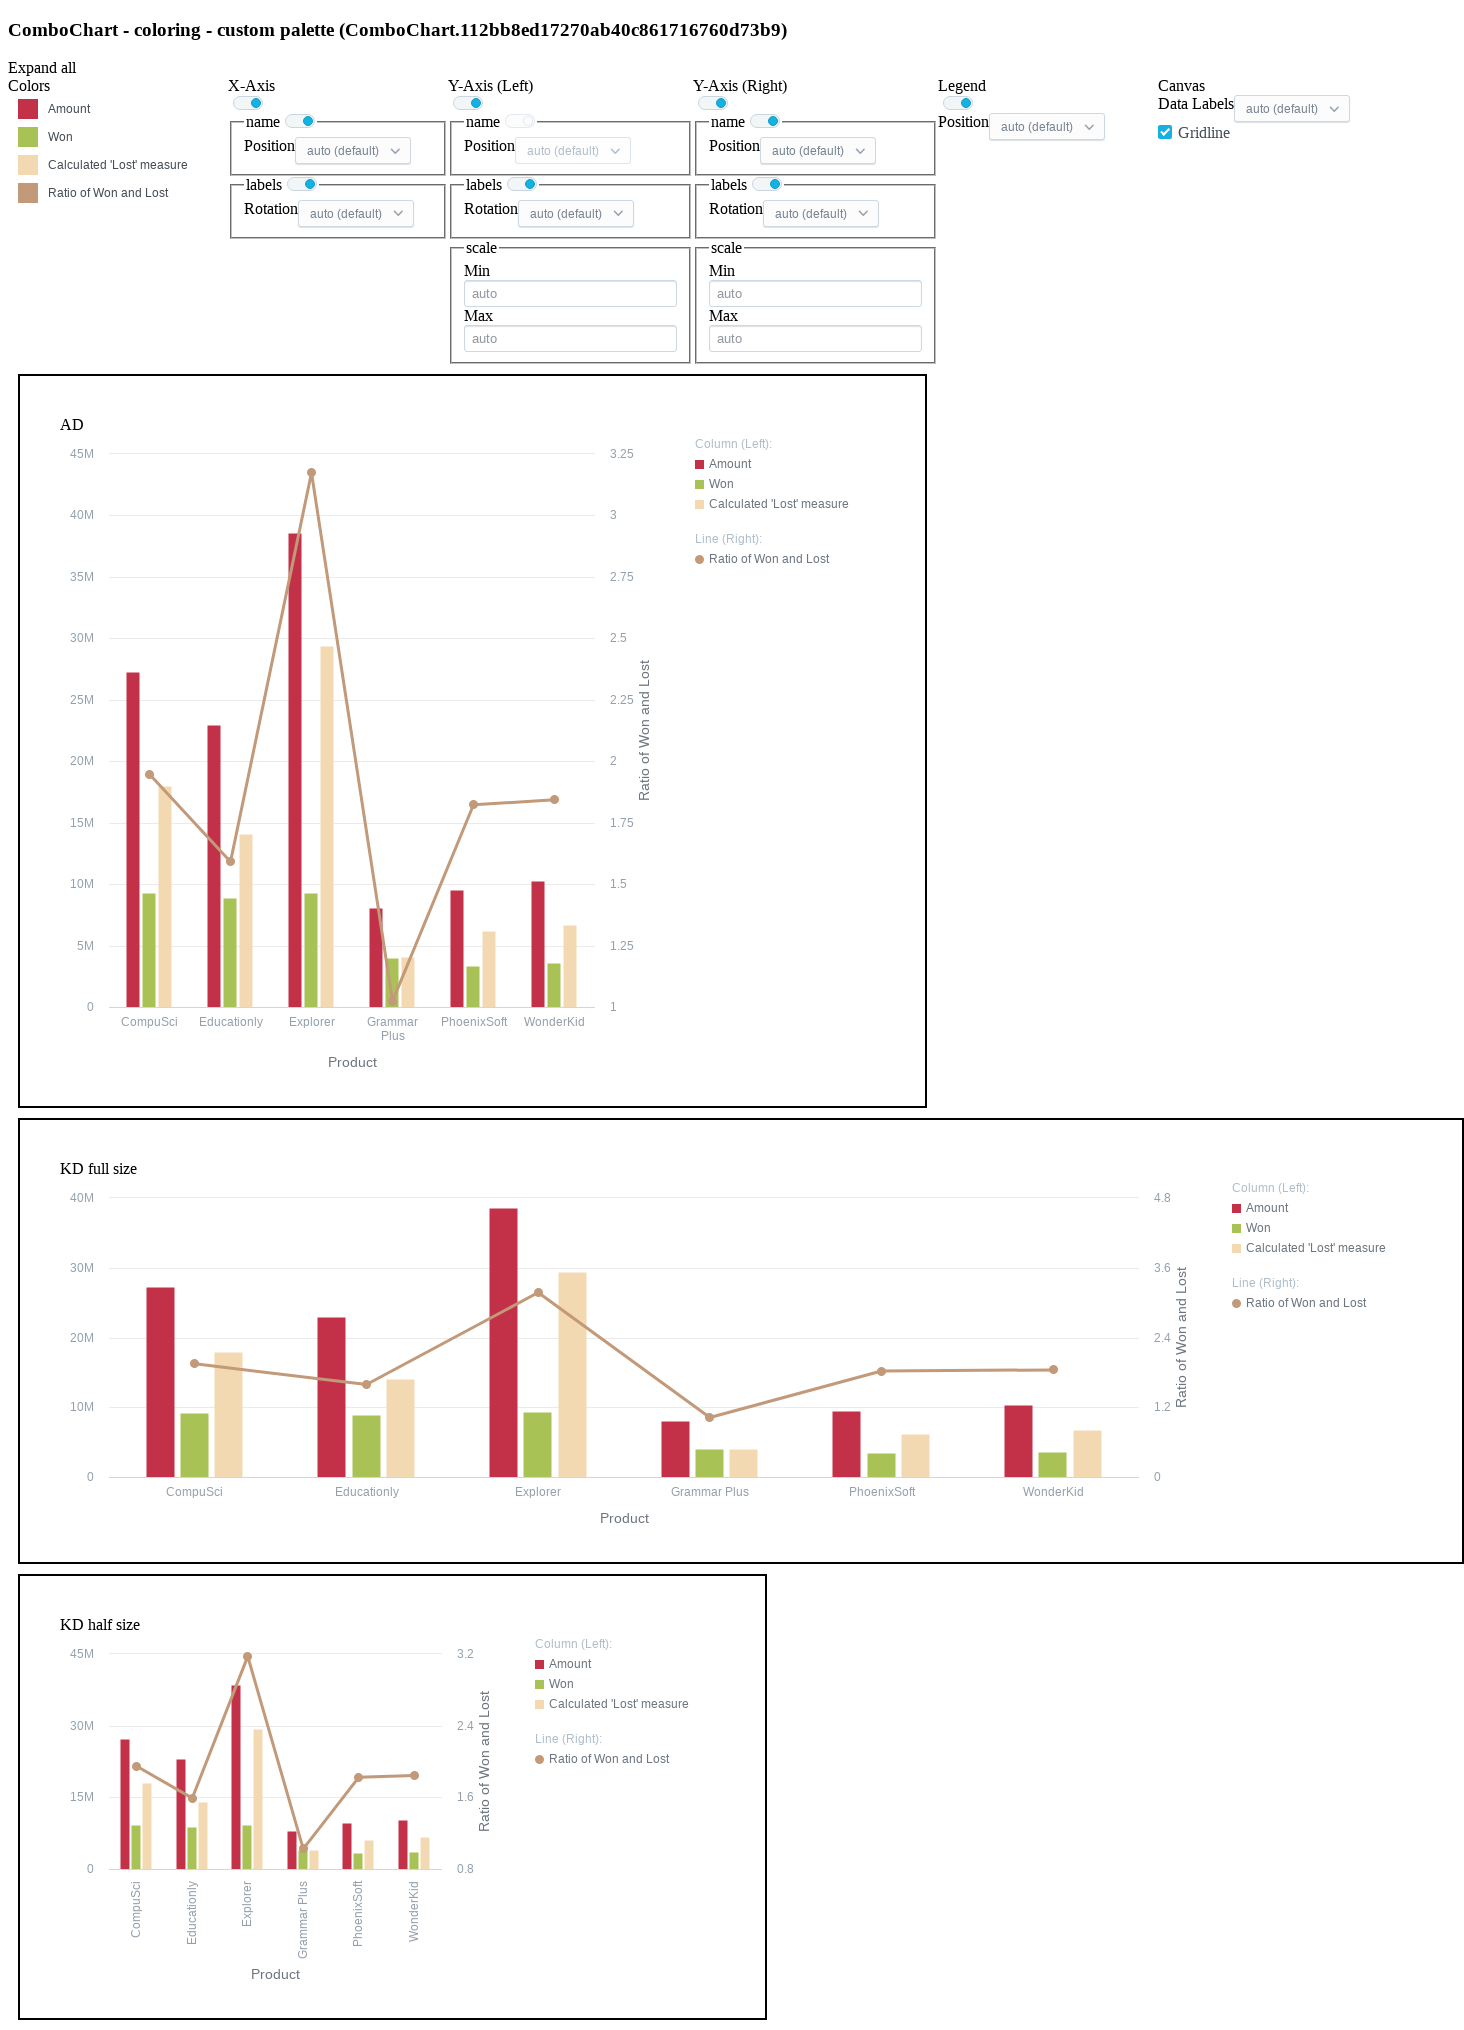 ComboChart - coloring - custom palette (ComboChart.112bb8ed17270ab40c861716760d73b9)
Expand all
Colors
Amount
Won
Calculated 'Lost' measure
Ratio of Won and Lost
X-Axis
name
Position auto (default)
labels
Rotation auto (default)
Y-Axis (Left)
name
Position auto (default)
labels
Rotation auto (default)
scale
Min
auto
Max
auto
Y-Axis (Right)
name
Position auto (default)
labels
Rotation auto (default)
scale
Min
auto
Max
auto
Legend
Position auto (default)
Canvas
Data Labels auto (default)
Gridline
AD
45M
40M
35M
30M
25M
20M
15M
10M
5M
0
3.25
3
2.75
2.5
2.25
2
1.75
1.5
1.25
1
Ratio of Won and Lost
CompuSci
Educationly
Explorer
Grammar
Plus
PhoenixSoft
WonderKid
Product
Column (Left):
Amount
Won
Calculated 'Lost' measure
Line (Right):
Ratio of Won and Lost
KD full size
40M
30M
20M
10M
0
4.8
3.6
2.4
1.2
0
Ratio of Won and Lost
CompuSci
Educationly
Explorer
Grammar Plus
PhoenixSoft
WonderKid
Product
Column (Left):
Amount
Won
Calculated 'Lost' measure
Line (Right):
Ratio of Won and Lost
KD half size
45M
30M
15M
0
3.2
2.4
1.6
0.8
Ratio of Won and Lost
CompuSci
Educationly
Explorer
Grammar Plus
PhoenixSoft
WonderKid
Product
Column (Left):
Amount
Won
Calculated 'Lost' measure
Line (Right):
Ratio of Won and Lost